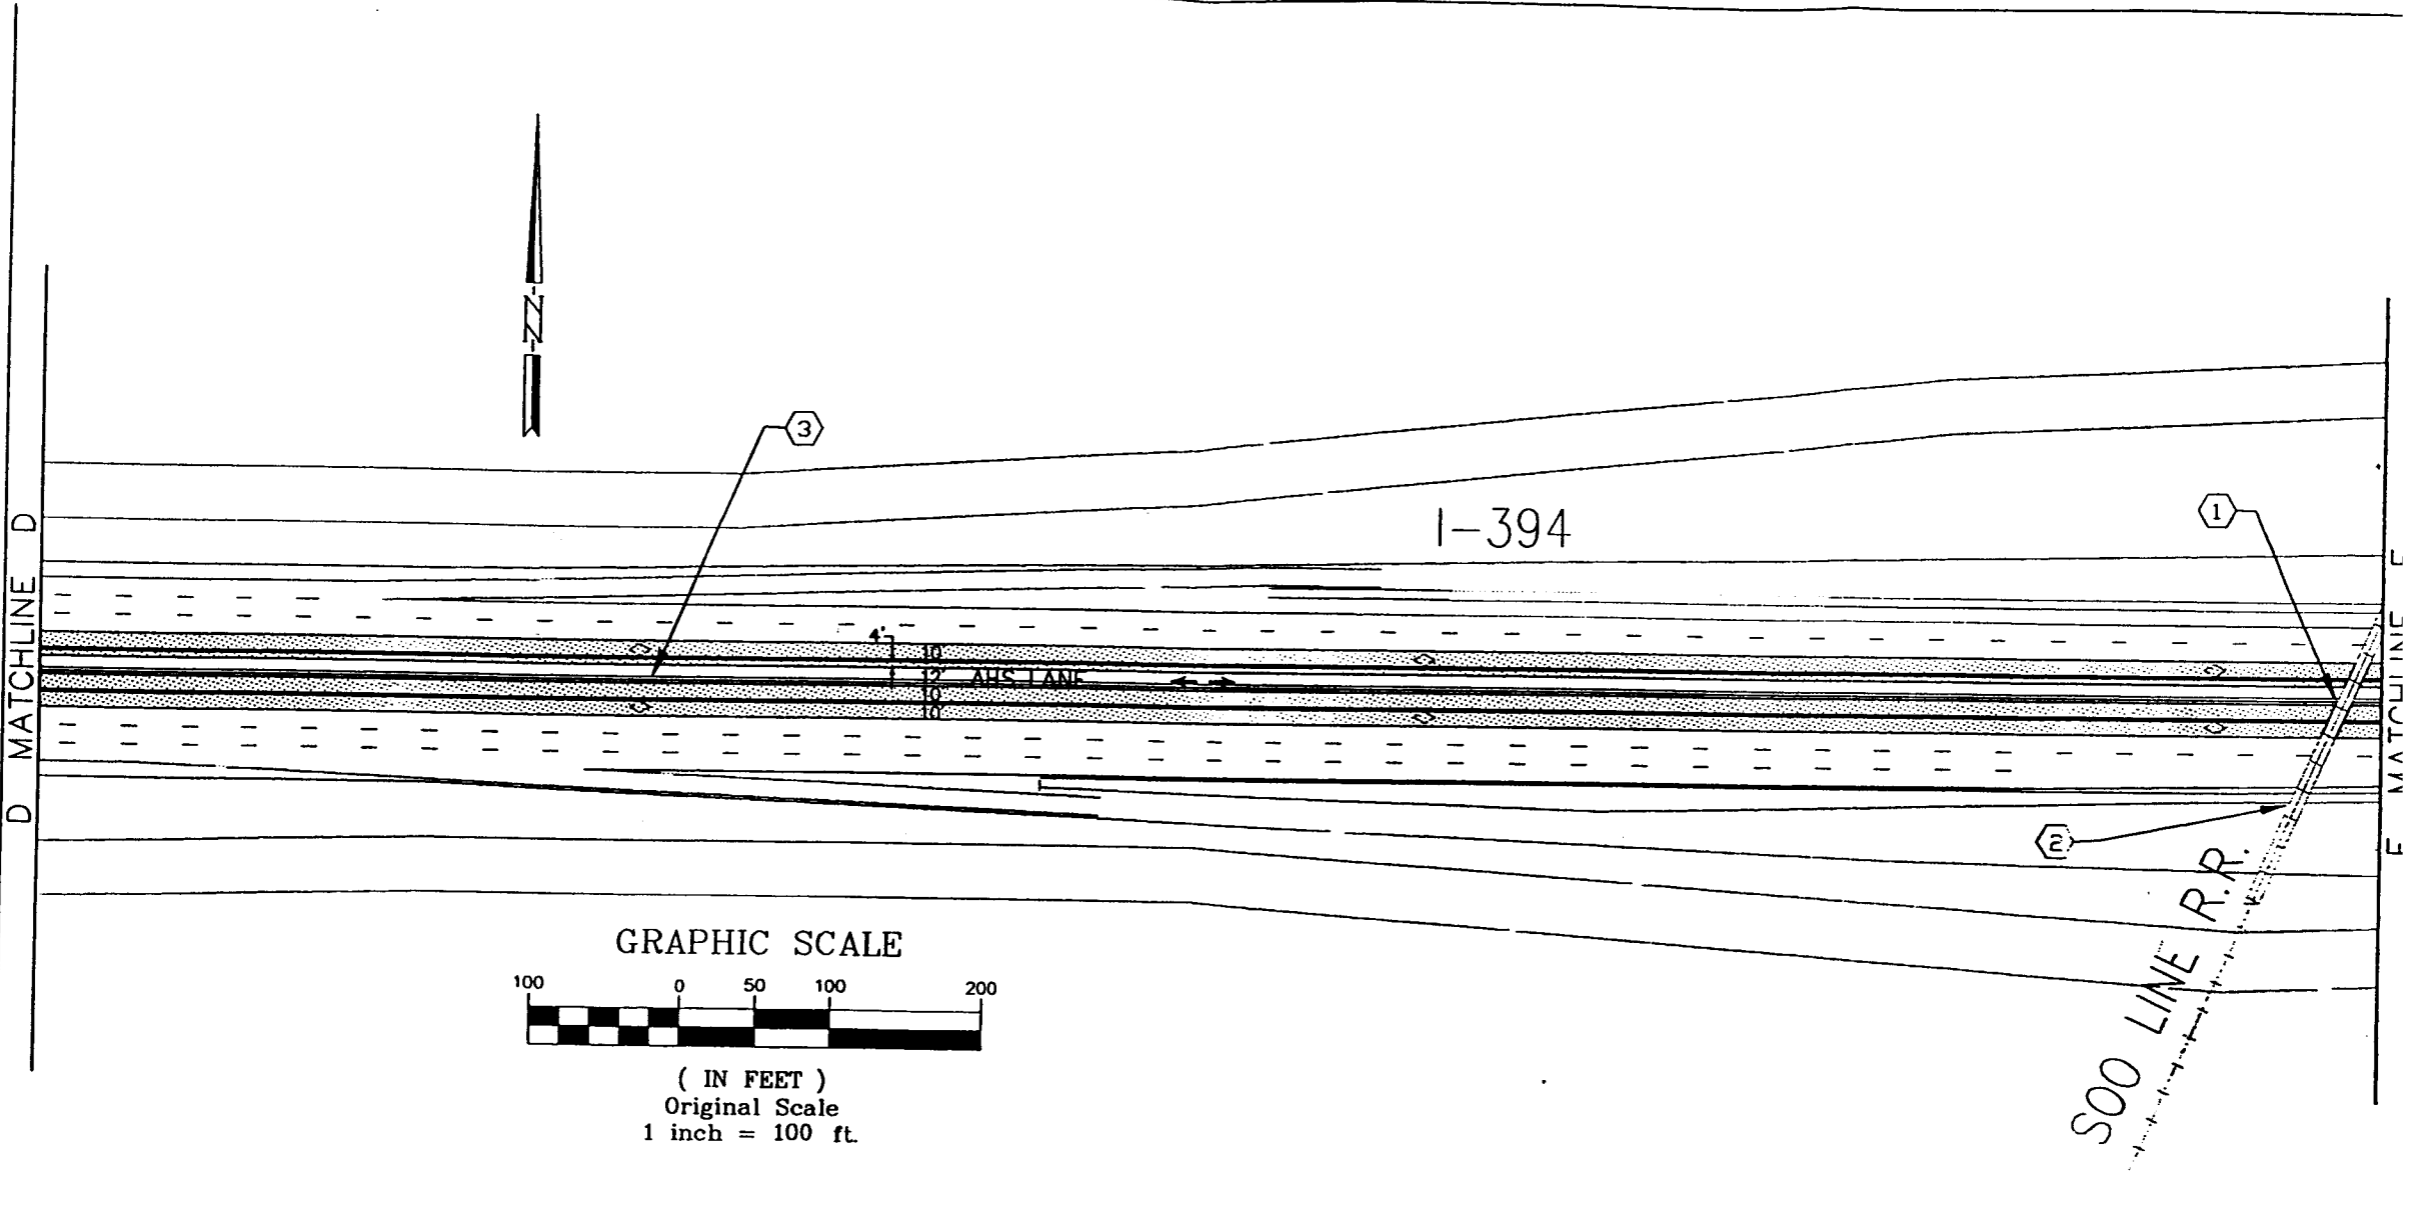 -N-
3
D MATCHLINE D
I-394
1
4'
10'
12' AHS LANE
10'
10'
2
SOO LINE R.R.
GRAPHIC SCALE
100 0 50 100 200
( IN FEET )
Original Scale
1 inch = 100 ft.
E MATCHLINE E